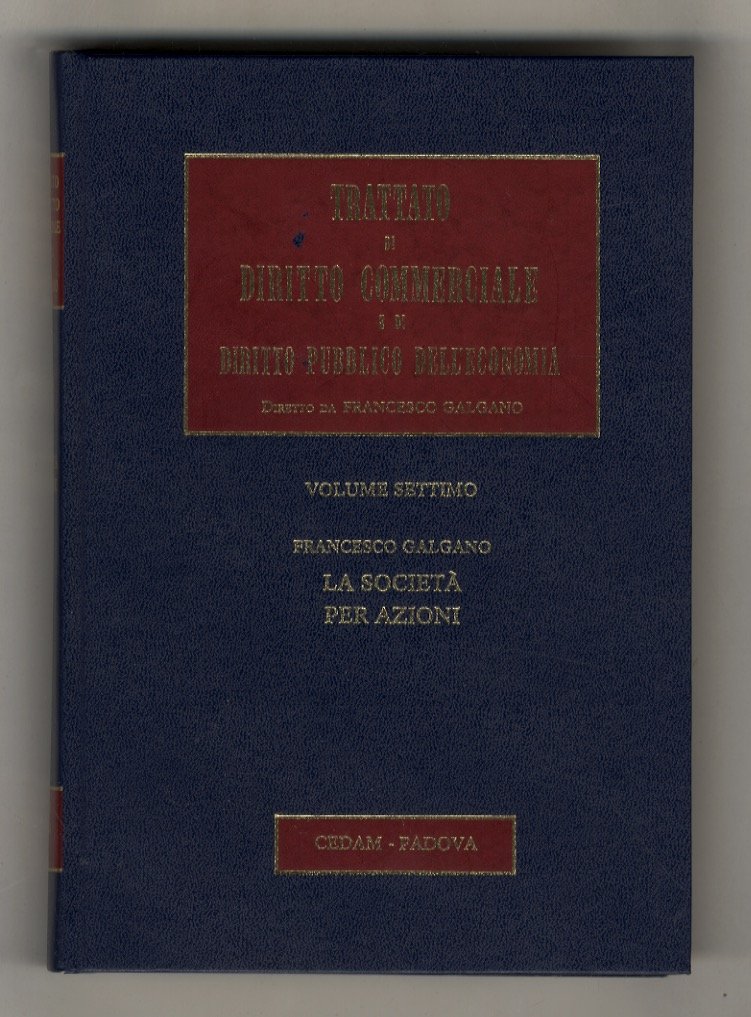 TRATTATO
DI
DIRITTO COMMERCIALE
E DI
DIRITTO PUBBLICO DELL'ECONOMIA
DIRETTO DA FRANCESCO GALGANO
VOLUME SETTIMO
FRANCESCO GALGANO
LA SOCIETÀ
PER AZIONI
CEDAM - PADOVA